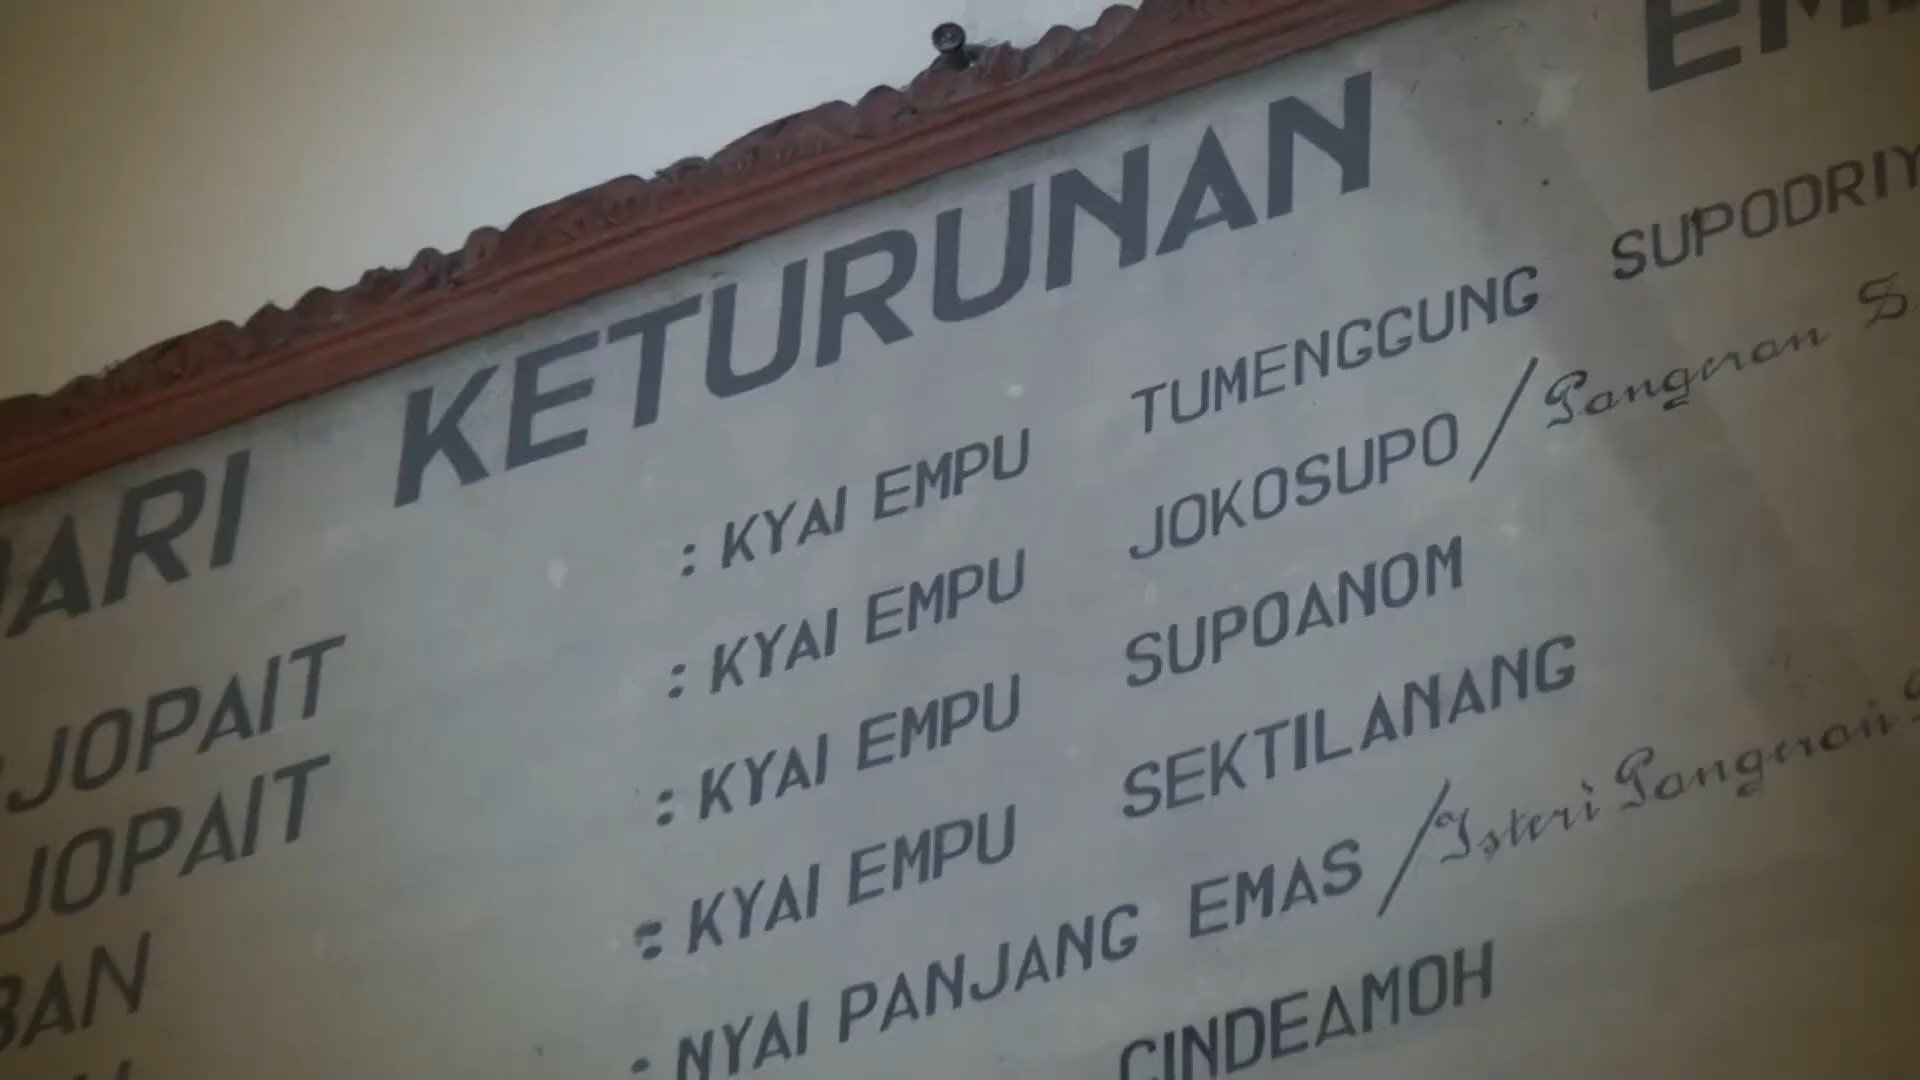 DARI KETURUNAN
JOPAIT : KYAI EMPU TUMENGGUNG SUPODRIY
JOPAIT : KYAI EMPU JOKOSUPO / Pangeran S.
BAN : KYAI EMPU SUPOANOM
: KYAI EMPU SEKTILANANG
: NYAI PANJANG EMAS / Isteri Pangeran
CINDEAMOH